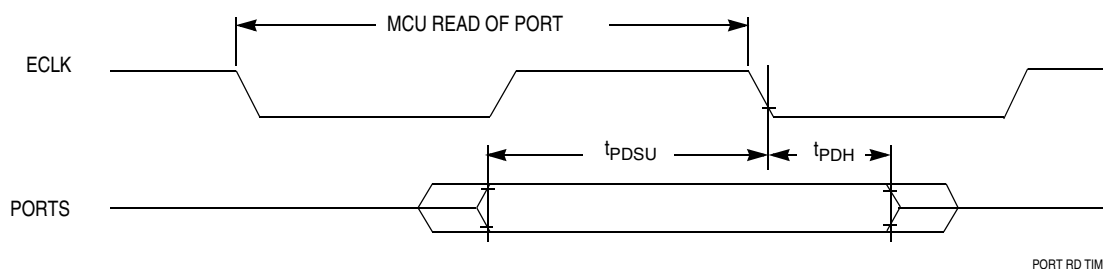 MCU READ OF PORT
ECLK
tPDSU
tPDH
PORTS
PORT RD TIM